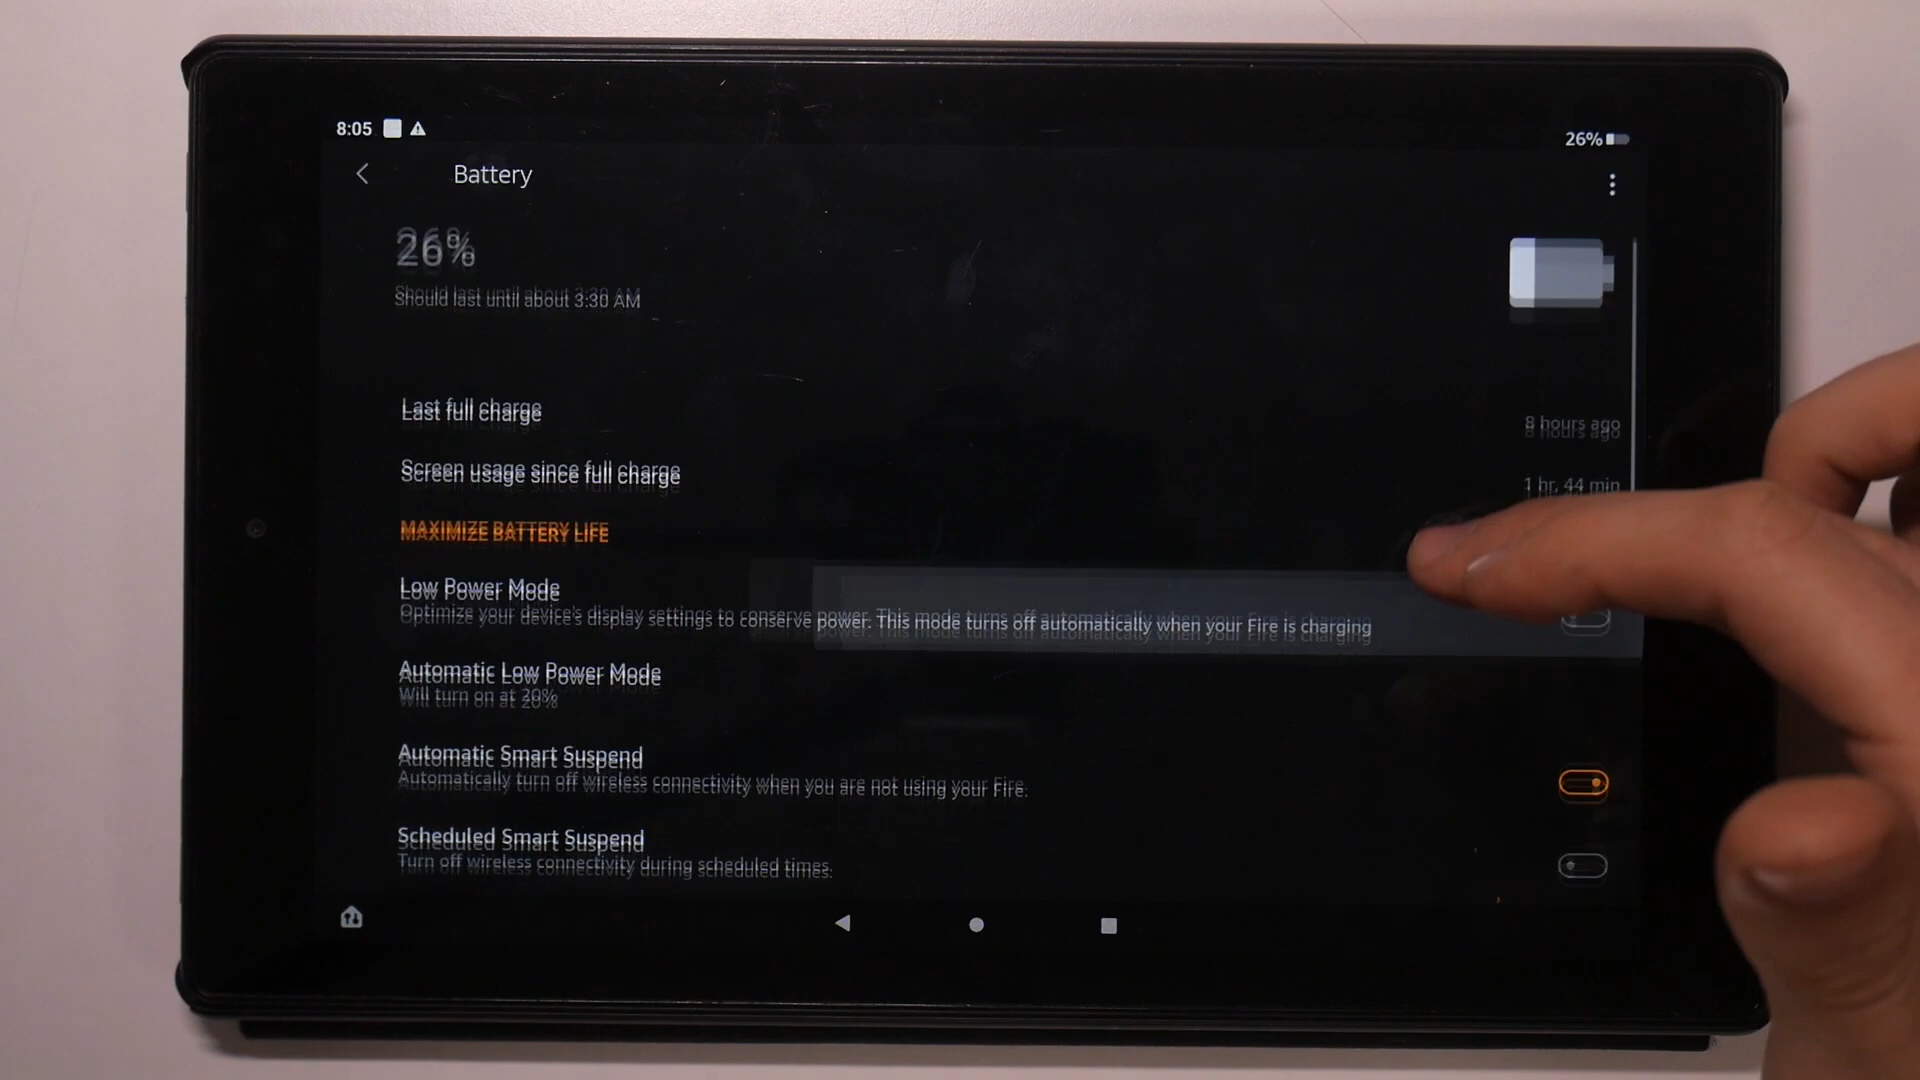 8:05
26%
Battery
26%
Should last until about 3:30 AM
Last full charge
8 hours ago
Screen usage since full charge
1 hr, 44 min
MAXIMIZE BATTERY LIFE
Low Power Mode
Optimize your device's display settings to conserve power. This mode turns off automatically when your Fire is charging
Automatic Low Power Mode
Will turn on at 20%
Automatic Smart Suspend
Automatically turn off wireless connectivity when you are not using your Fire.
Scheduled Smart Suspend
Turn off wireless connectivity during scheduled times.